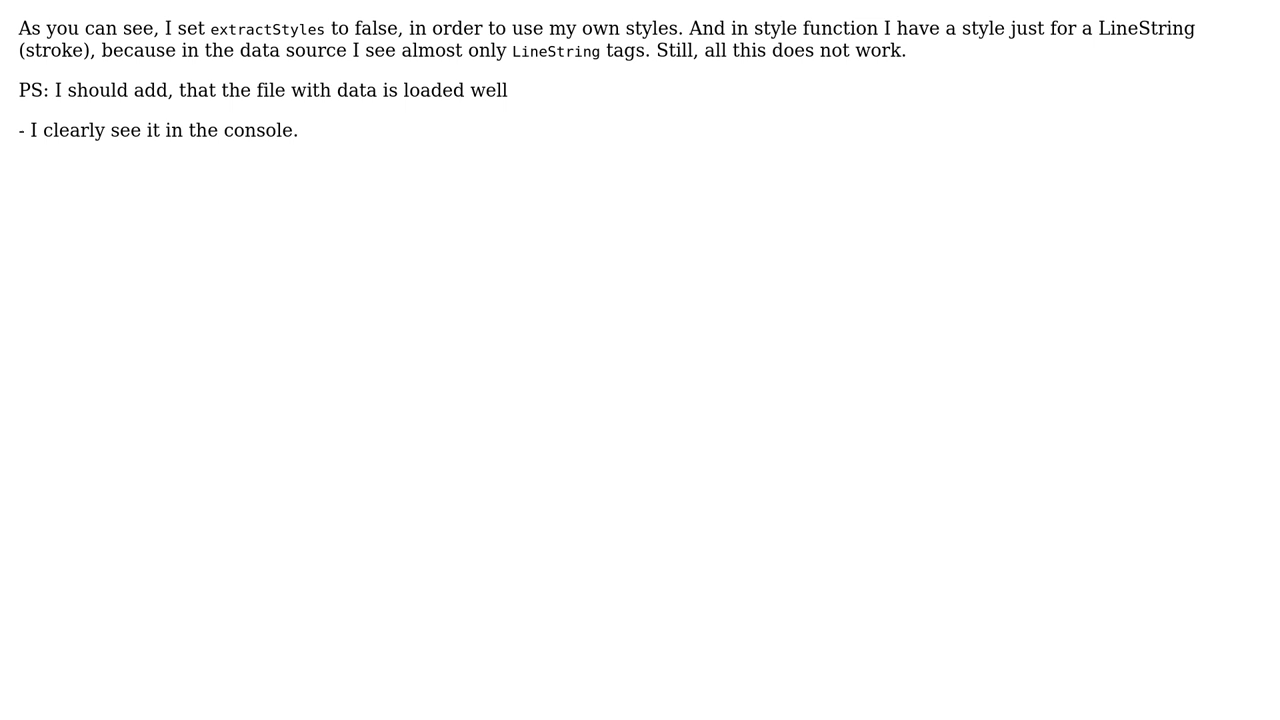 As you can see, I set extractStyles to false, in order to use my own styles. And in style function I have a style just for a LineString
(stroke), because in the data source I see almost only LineString tags. Still, all this does not work.
PS: I should add, that the file with data is loaded well
- I clearly see it in the console.